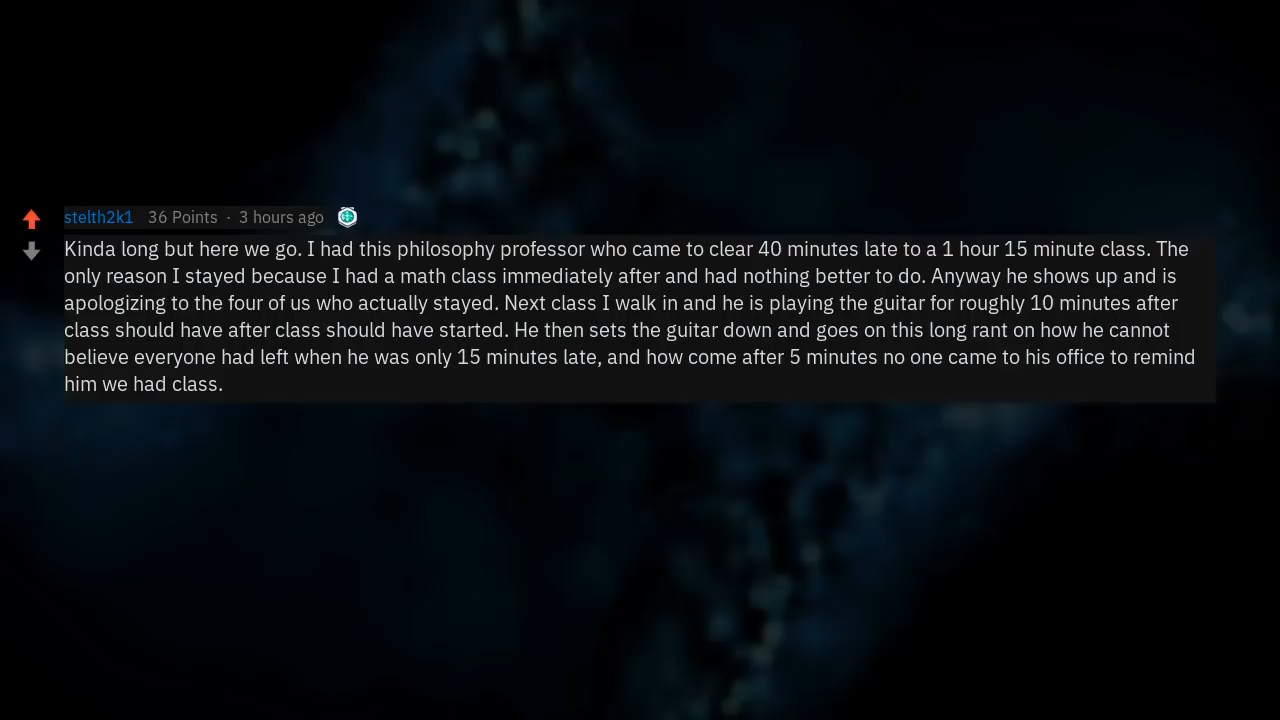 stelth2k1 36 Points · 3 hours ago
Kinda long but here we go. I had this philosophy professor who came to clear 40 minutes late to a 1 hour 15 minute class. The
only reason I stayed because I had a math class immediately after and had nothing better to do. Anyway he shows up and is
apologizing to the four of us who actually stayed. Next class I walk in and he is playing the guitar for roughly 10 minutes after
class should have after class should have started. He then sets the guitar down and goes on this long rant on how he cannot
believe everyone had left when he was only 15 minutes late, and how come after 5 minutes no one came to his office to remind
him we had class.